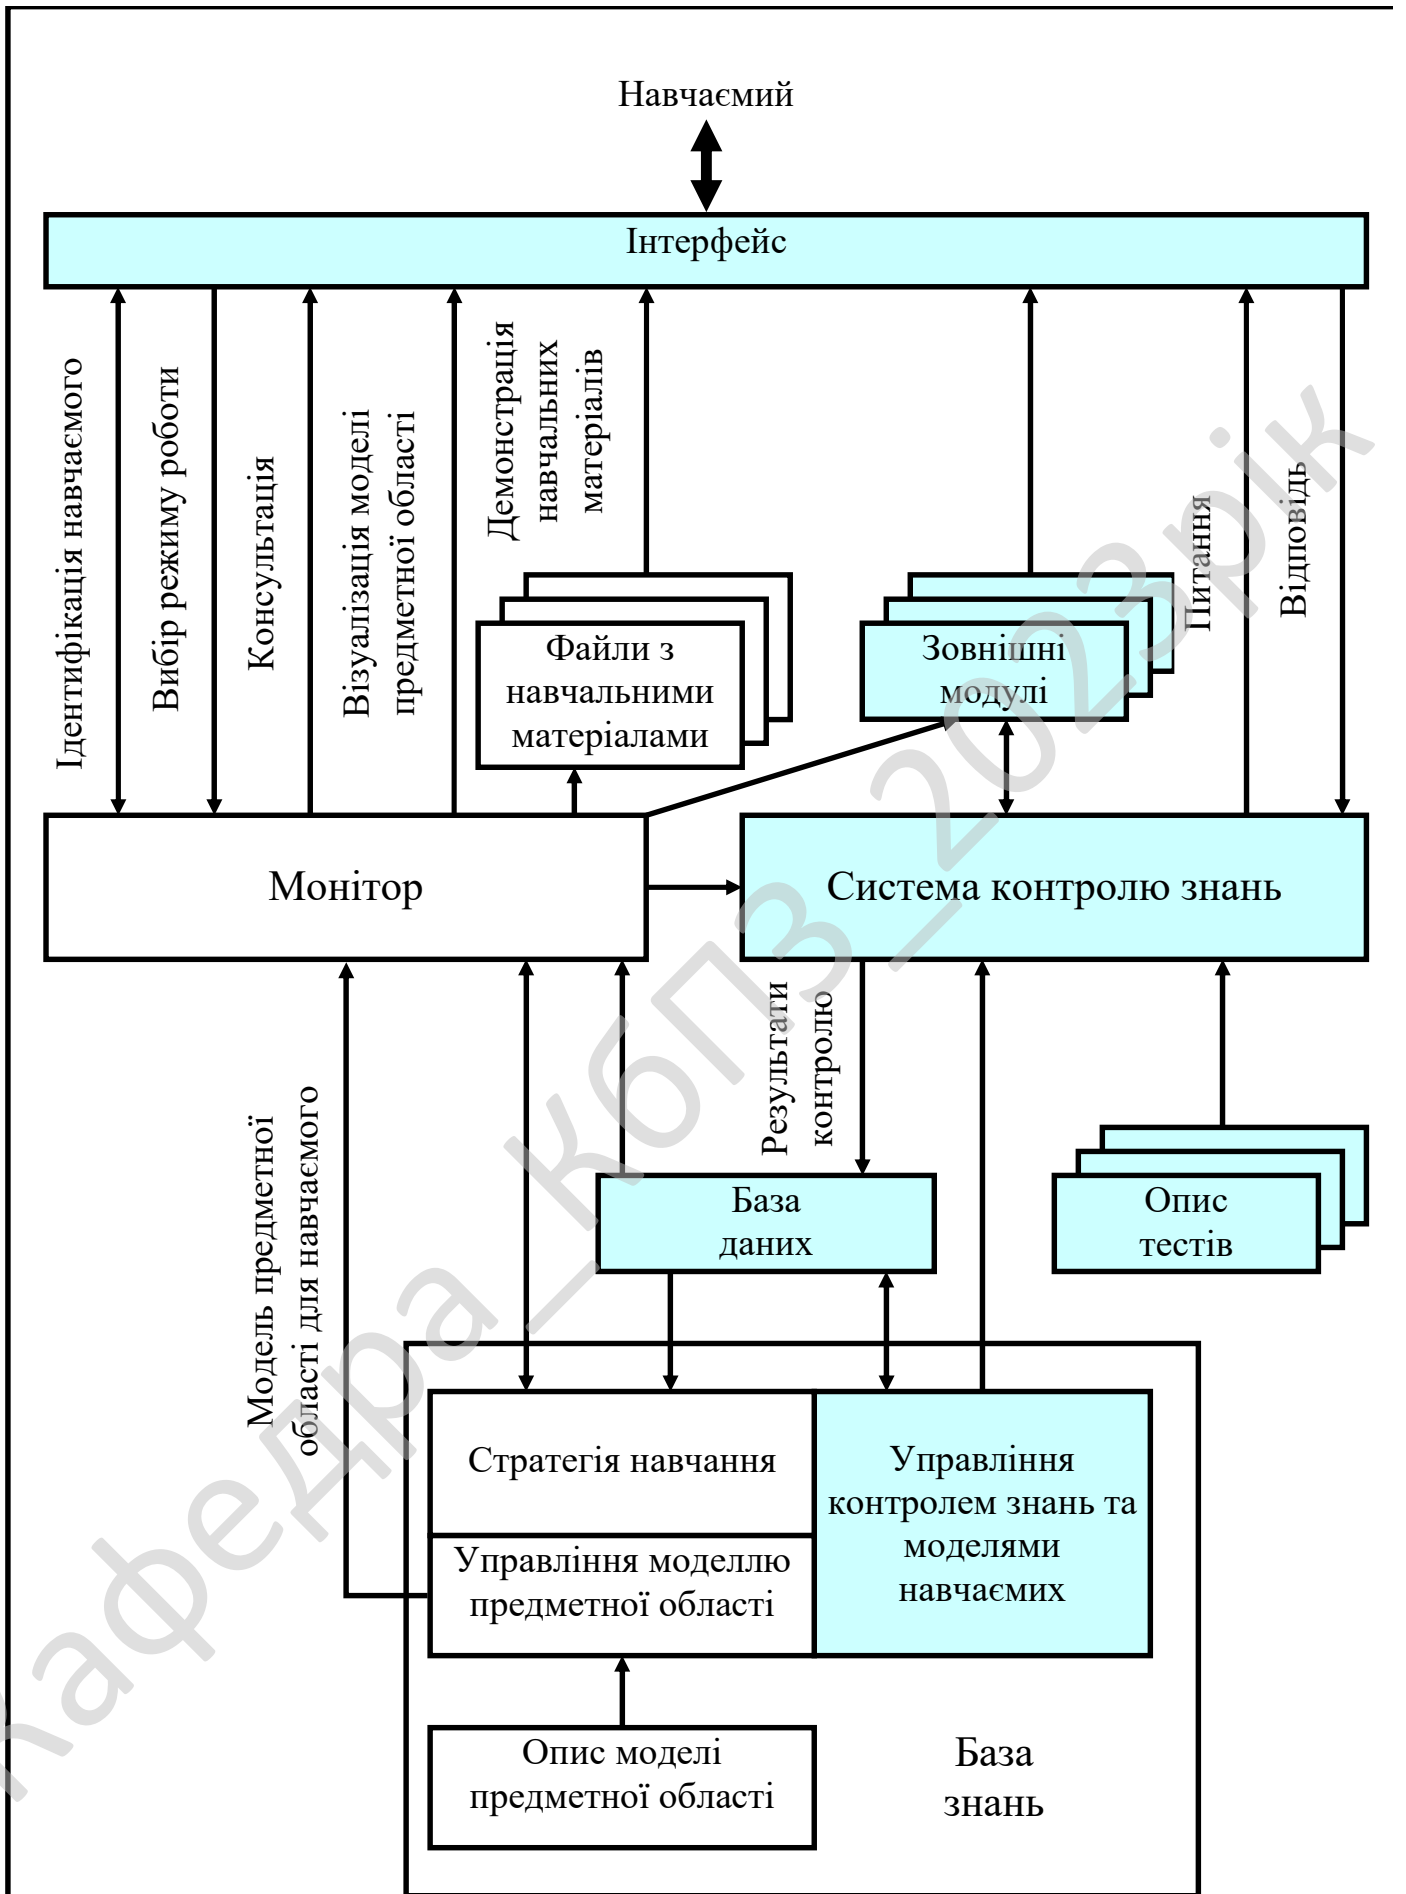 Навчаємий
Інтерфейс
Ідентифікація навчаємого
Вибір режиму роботи
Консультація
Візуалізація моделі
предметної області
Демонстрація
навчальних
матеріалів
Питання
Відповідь
Файли з
навчальними
матеріалами
Зовнішні
модулі
Монітор
Система контролю знань
Результати
контролю
Модель предметної
області для навчаємого
База
даних
Опис
тестів
Стратегія навчання
Управління
контролем знань та
моделями
навчаємих
Управління моделлю
предметної області
Опис моделі
предметної області
База
знань
Кафедра_КбПЗ_2023рік